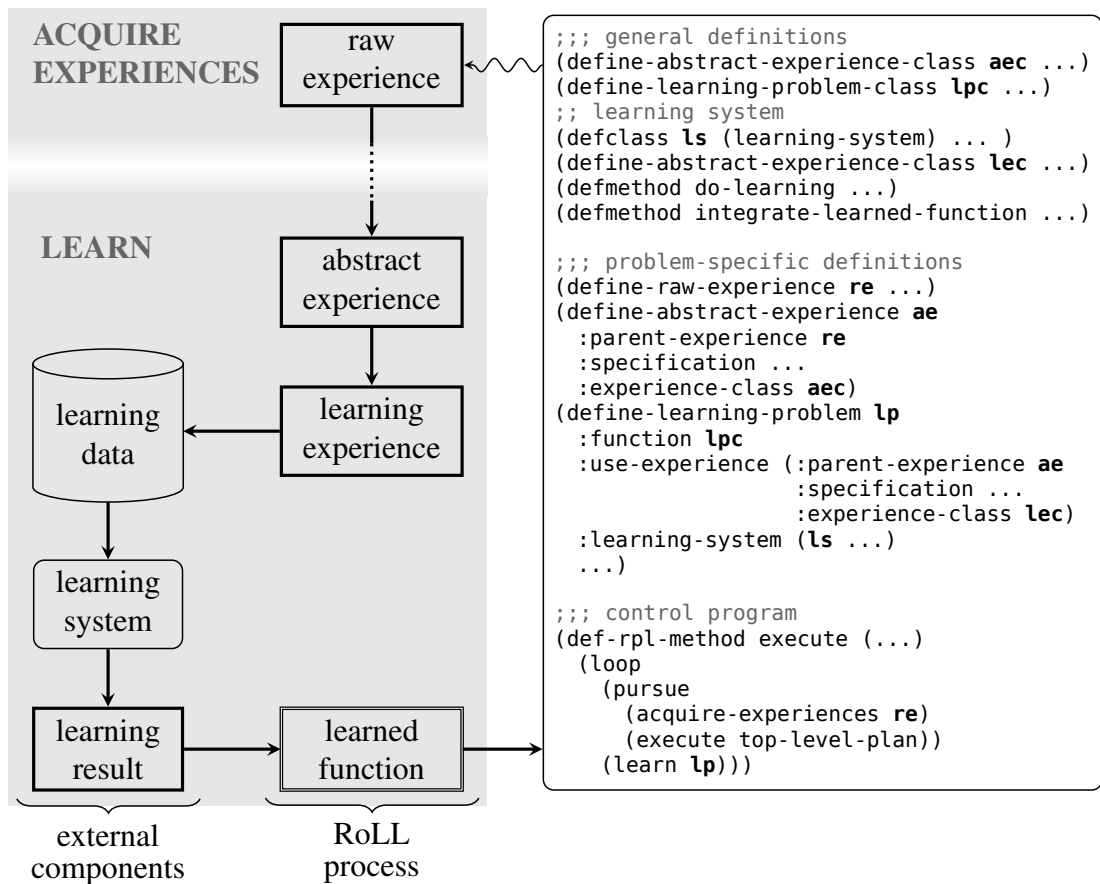 ACQUIRE
EXPERIENCES
raw
experience
LEARN
abstract
experience
learning
experience
learning
data
learning
system
learning
result
learned
function
external
components
RoLL
process
;;; general definitions
(define-abstract-experience-class aec ...)
(define-learning-problem-class lpc ...)
;; learning system
(defclass ls (learning-system) ... )
(define-abstract-experience-class lec ...)
(defmethod do-learning ...)
(defmethod integrate-learned-function ...)
;;; problem-specific definitions
(define-raw-experience re ...)
(define-abstract-experience ae
:parent-experience re
:specification ...
:experience-class aec)
(define-learning-problem lp
:function lpc
:use-experience (:parent-experience ae
:specification ...
:experience-class lec)
:learning-system (ls ...)
...)
;;; control program
(def-rpl-method execute (...)
(loop
(pursue
(acquire-experiences re)
(execute top-level-plan))
(learn lp)))